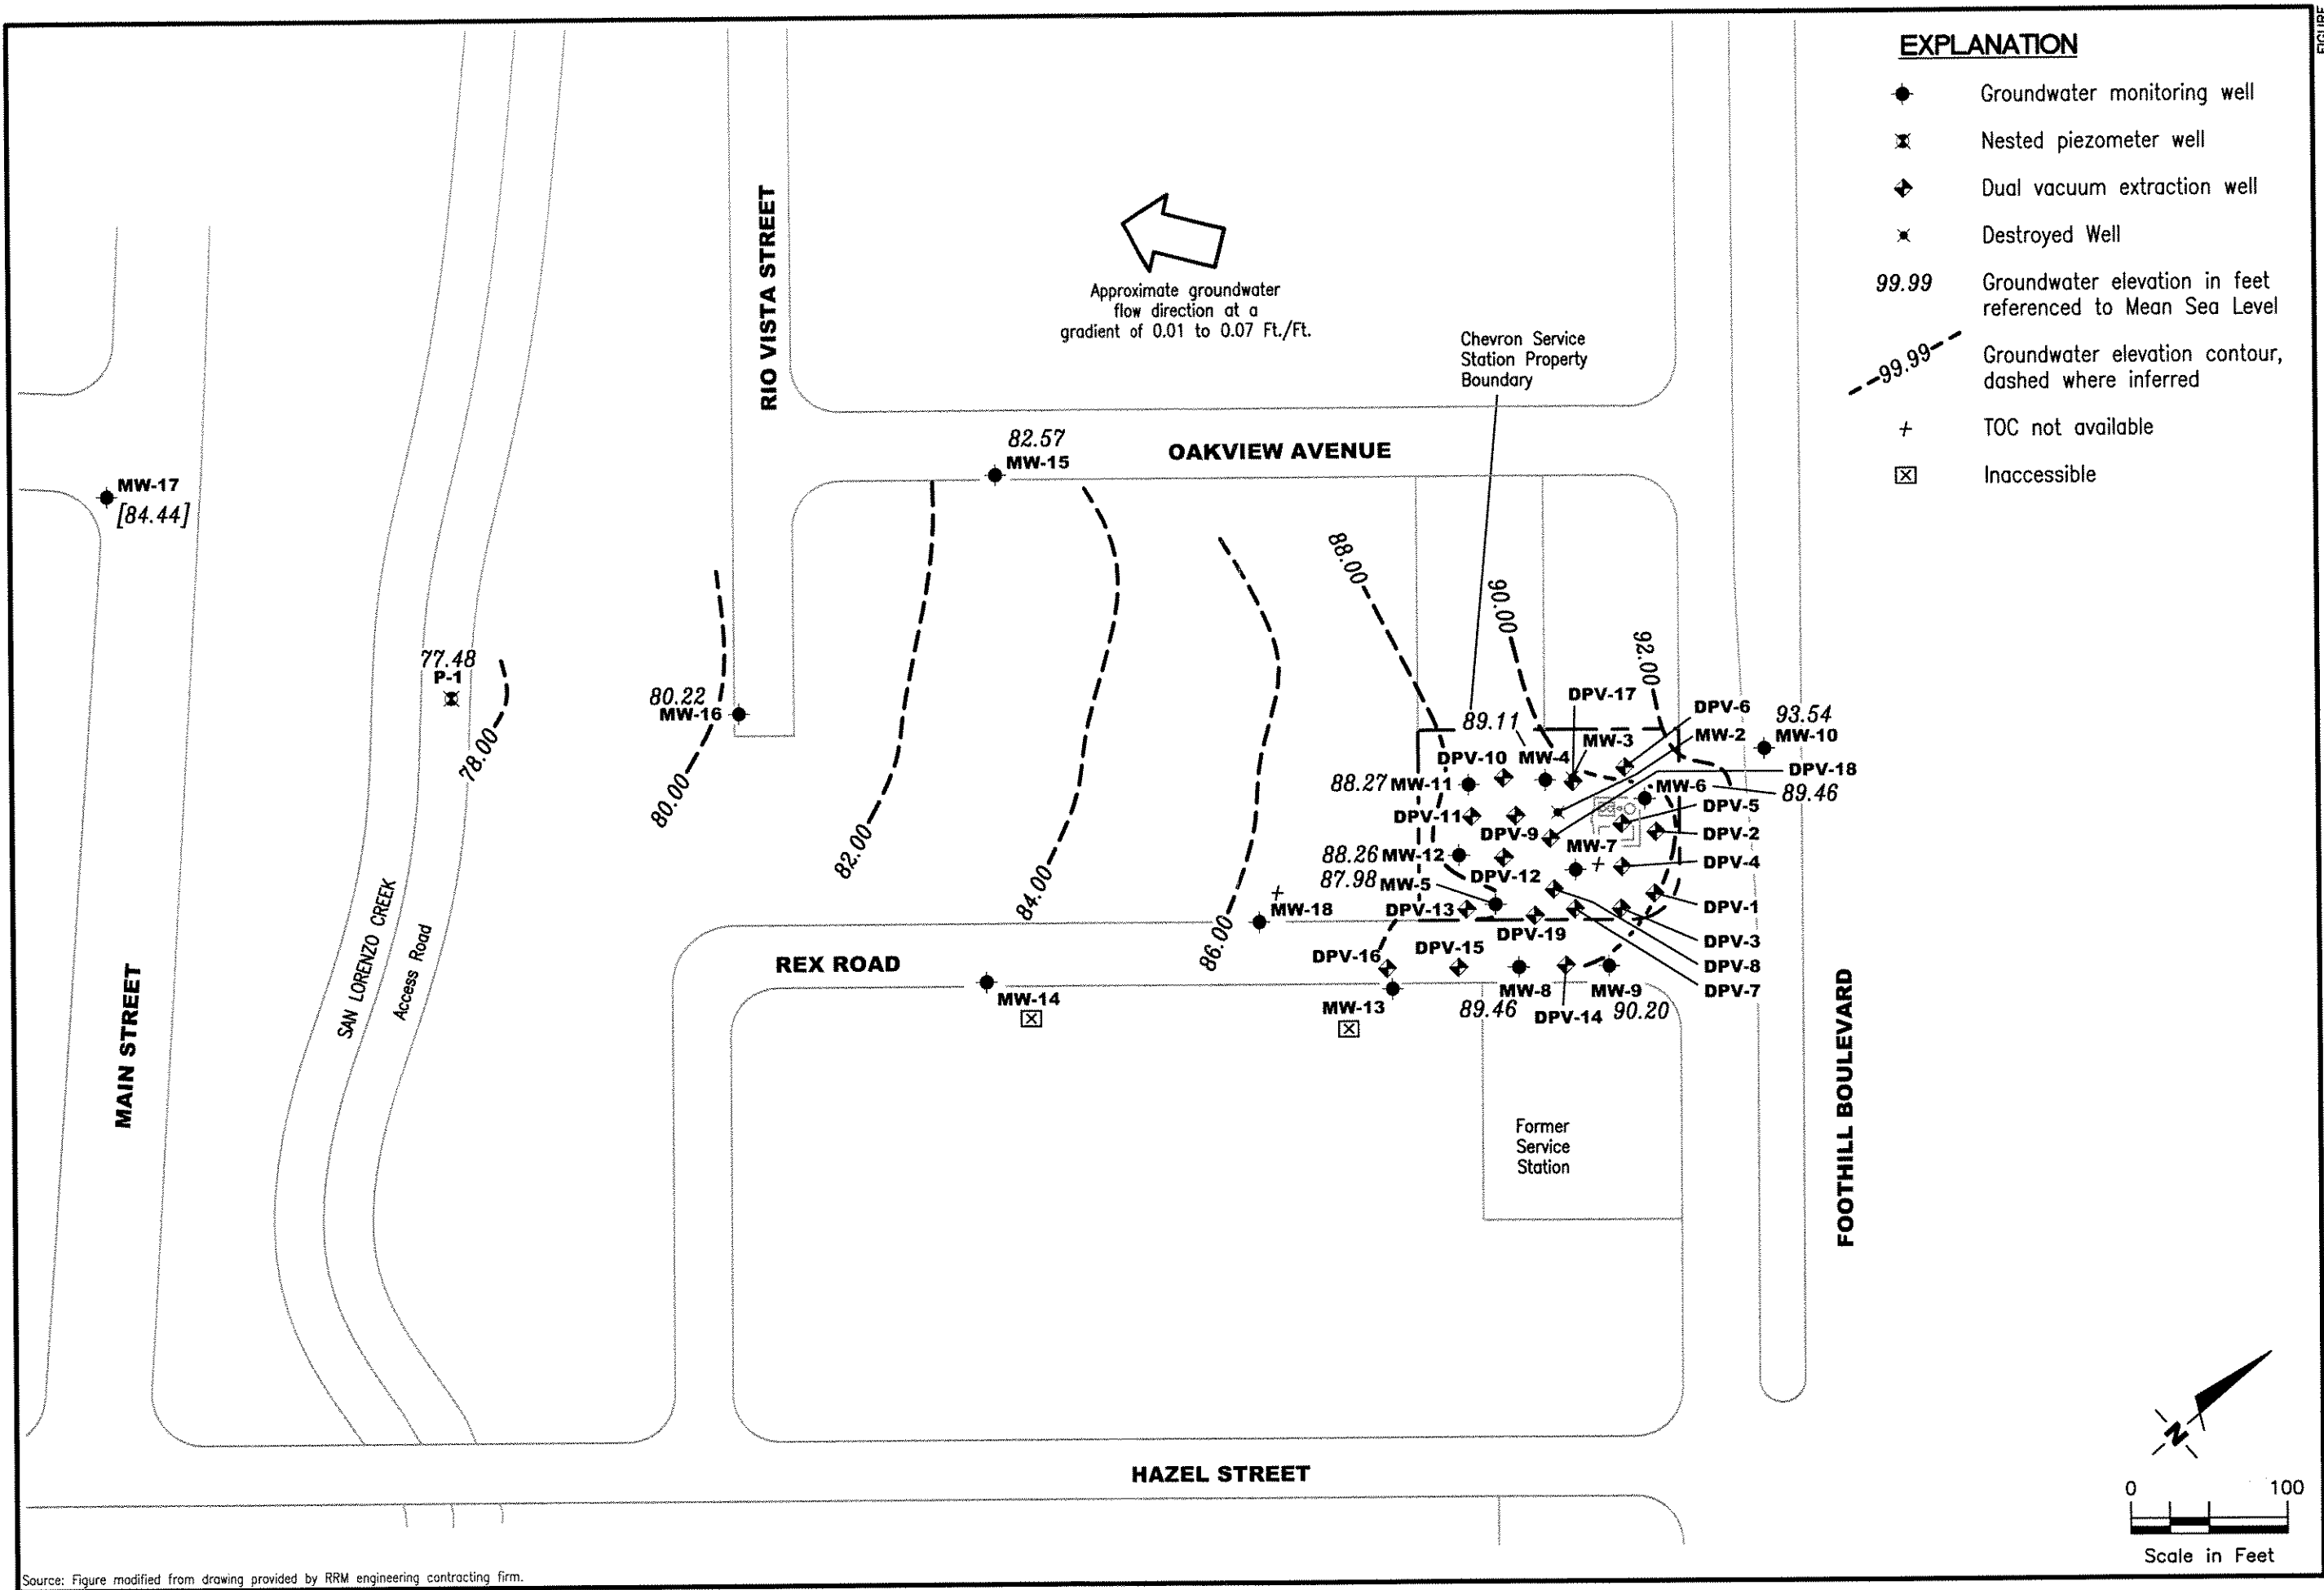 FIGURE
EXPLANATION
Groundwater monitoring well
Nested piezometer well
Dual vacuum extraction well
Destroyed Well
99.99 Groundwater elevation in feet
referenced to Mean Sea Level
99.99 Groundwater elevation contour,
dashed where inferred
+ TOC not available
Inaccessible
RIO VISTA STREET
Approximate groundwater
flow direction at a
gradient of 0.01 to 0.07 Ft./Ft.
Chevron Service
Station Property
Boundary
82.57
MW-15
OAKVIEW AVENUE
MW-17
[84.44]
77.48
P-1
78.00
80.22
MW-16
80.00
82.00
84.00
86.00
88.00
90.00
92.00
DPV-17
DPV-6
93.54
MW-10
89.11
MW-3
MW-2
DPV-10
MW-4
DPV-18
88.27 MW-11
MW-6
89.46
DPV-5
DPV-11
DPV-9
DPV-2
MW-7
+
88.26 MW-12
DPV-4
87.98 MW-5
DPV-12
+
MW-18
DPV-13
DPV-1
DPV-19
DPV-3
DPV-16
DPV-15
DPV-8
DPV-7
REX ROAD
MW-14
MW-13
MW-8
89.46
DPV-14
MW-9
90.20
SAN LORENZO CREEK
Access Road
MAIN STREET
FOOTHILL BOULEVARD
Former
Service
Station
HAZEL STREET
N
0 100
Scale in Feet
Source: Figure modified from drawing provided by RRM engineering contracting firm.